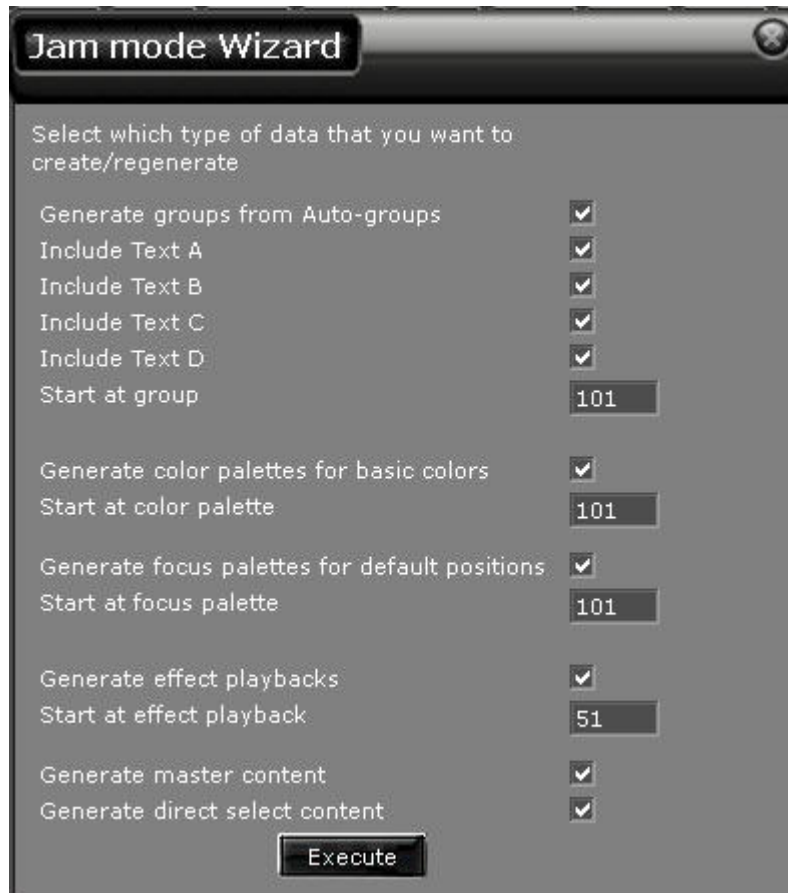 Jam mode Wizard
Select which type of data that you want to
create/regenerate
Generate groups from Auto-groups
Include Text A
Include Text B
Include Text C
Include Text D
Start at group 101
Generate color palettes for basic colors
Start at color palette 101
Generate focus palettes for default positions
Start at focus palette 101
Generate effect playbacks
Start at effect playback 51
Generate master content
Generate direct select content
Execute